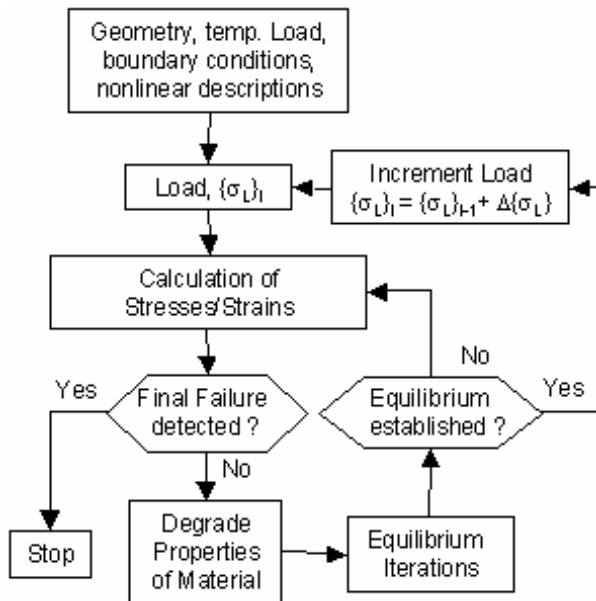 Geometry, temp. Load,
boundary conditions,
nonlinear descriptions
Load, {σL}I
Increment Load
{σL}I = {σL}I-1 + Δ{σL}
Calculation of
Stresses/Strains
No
Yes
Final Failure
detected ?
Equilibrium
established ?
Yes
No
Stop
Degrade
Properties
of Material
Equilibrium
Iterations